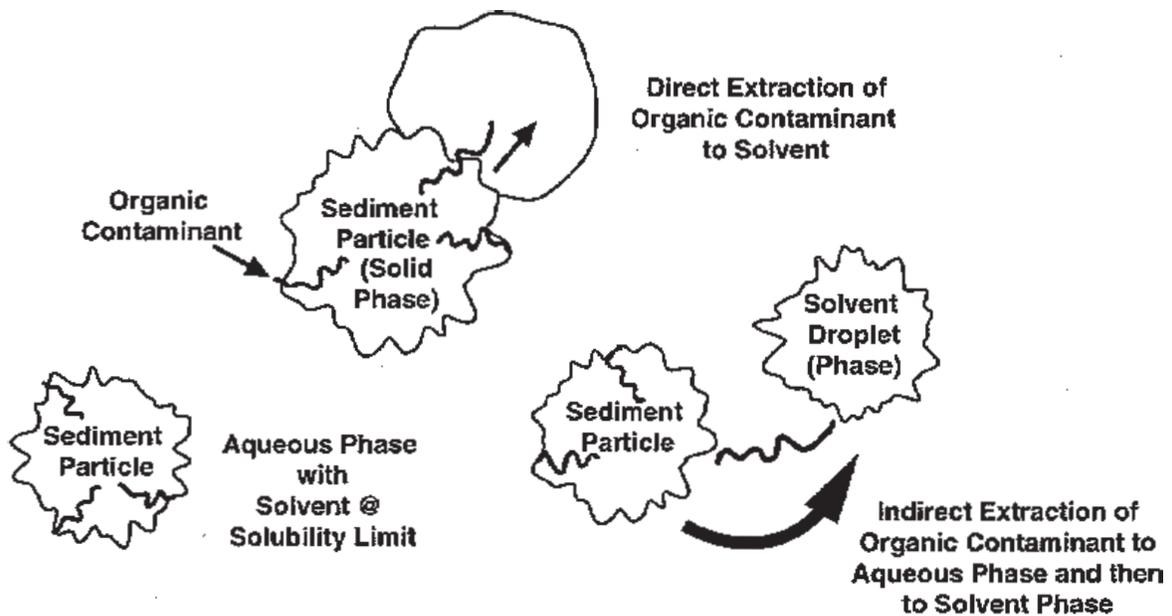 Direct Extraction of
Organic Contaminant
to Solvent
Organic
Contaminant
Sediment
Particle
(Solid
Phase)
Solvent
Droplet
(Phase)
Sediment
Particle
Aqueous Phase
with
Solvent @
Solubility Limit
Sediment
Particle
Indirect Extraction of
Organic Contaminant to
Aqueous Phase and then
to Solvent Phase